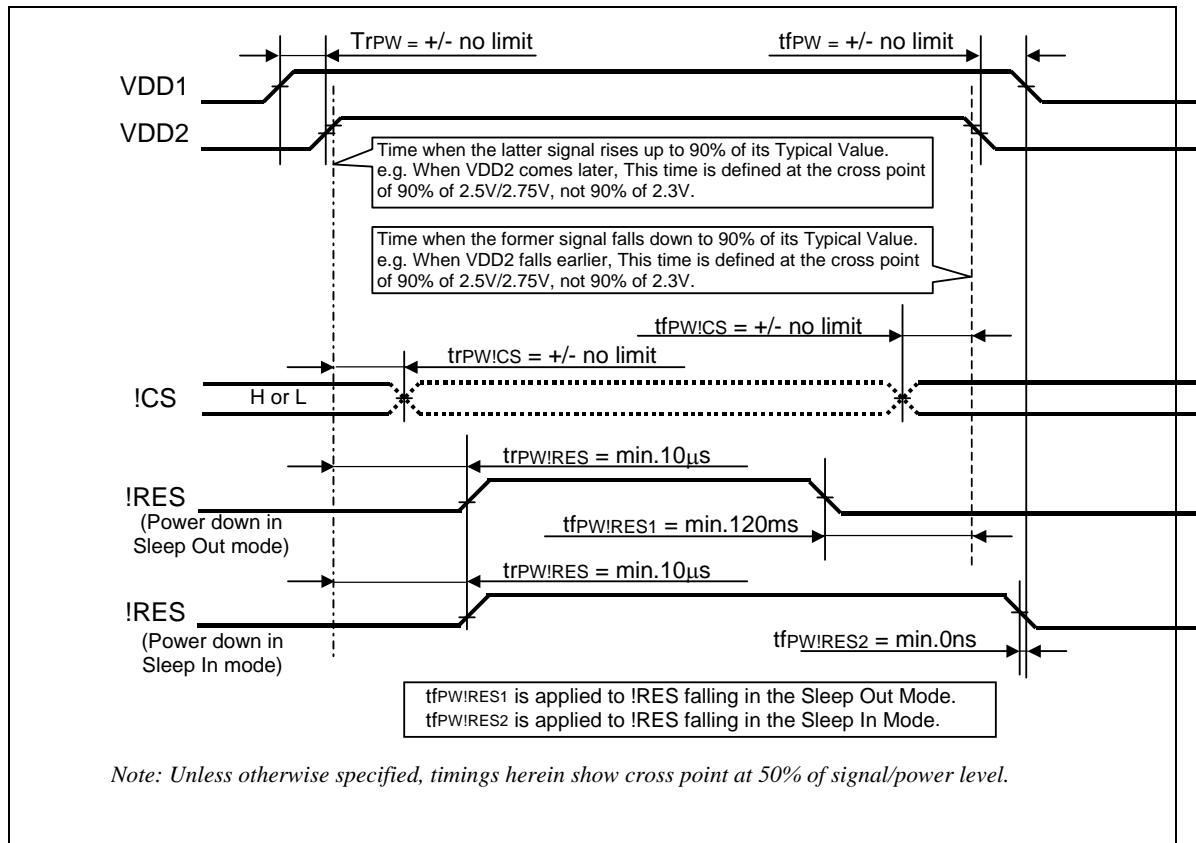 TrPW = +/- no limit
tfPW = +/- no limit
VDD1
VDD2
Time when the latter signal rises up to 90% of its Typical Value.
e.g. When VDD2 comes later, This time is defined at the cross point
of 90% of 2.5V/2.75V, not 90% of 2.3V.
Time when the former signal falls down to 90% of its Typical Value.
e.g. When VDD2 falls earlier, This time is defined at the cross point
of 90% of 2.5V/2.75V, not 90% of 2.3V.
tfPW!CS = +/- no limit
trPW!CS = +/- no limit
!CS
H or L
trPW!RES = min.10μs
!RES
(Power down in
Sleep Out mode)
tfPW!RES1 = min.120ms
trPW!RES = min.10μs
!RES
(Power down in
Sleep In mode)
tfPW!RES2 = min.0ns
tfPW!RES1 is applied to !RES falling in the Sleep Out Mode.
tfPW!RES2 is applied to !RES falling in the Sleep In Mode.
Note: Unless otherwise specified, timings herein show cross point at 50% of signal/power level.